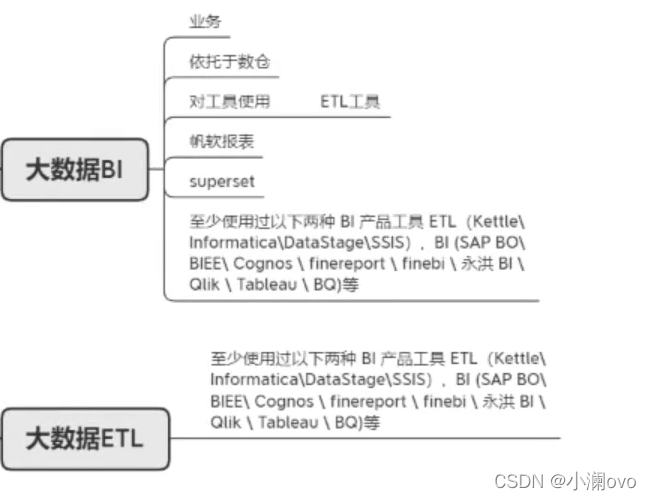 业务
依托于数仓
对工具使用 ETL工具
帆软报表
大数据BI
superset
至少使用过以下两种 BI 产品工具 ETL（Kettle\
Informatica\DataStage\SSIS），BI (SAP BO\
BIEE\ Cognos \ finereport \ finebi \ 永洪 BI \
Qlik \ Tableau \ BQ)等
至少使用过以下两种 BI 产品工具 ETL（Kettle\
Informatica\DataStage\SSIS），BI (SAP BO\
BIEE\ Cognos \ finereport \ finebi \ 永洪 BI \
Qlik \ Tableau \ BQ)等
大数据ETL
CSDN @小澜ovo